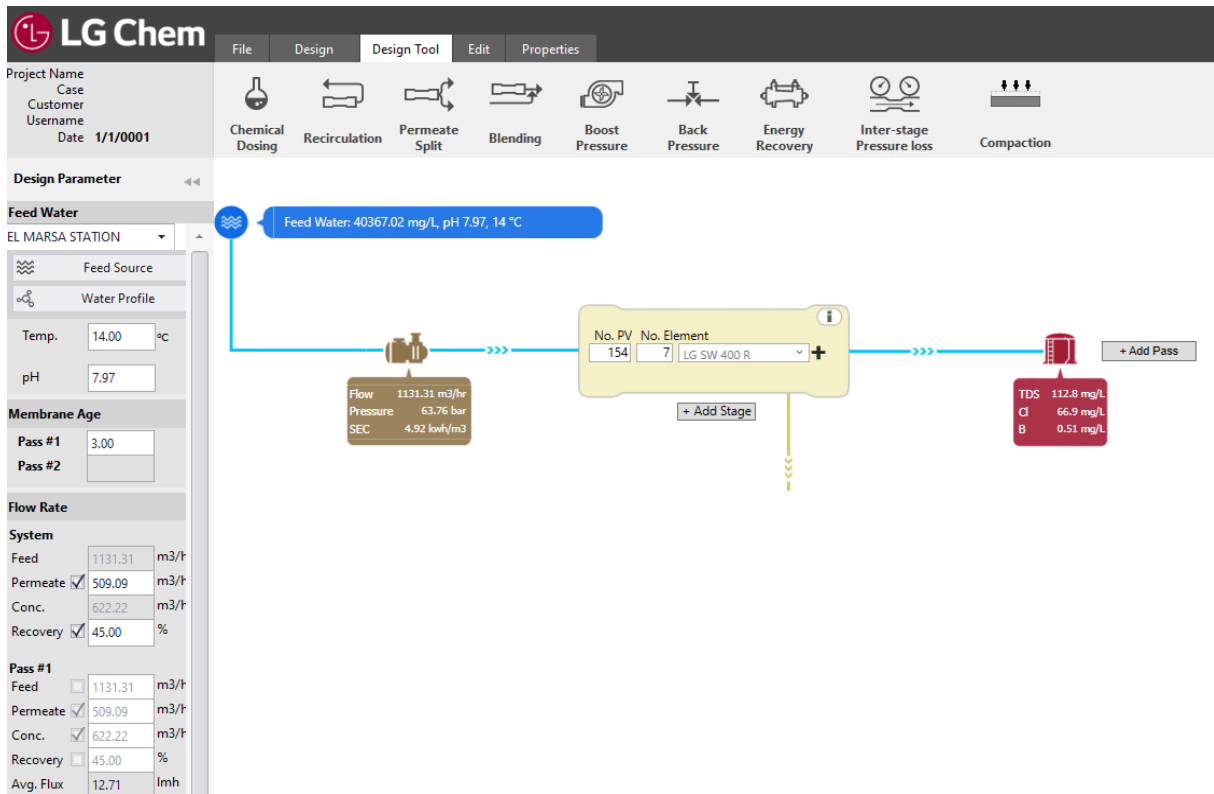 LG Chem
File Design Design Tool Edit Properties
Project Name
Case
Customer
Username
Date 1/1/0001
Chemical Dosing
Recirculation
Permeate Split
Blending
Boost Pressure
Back Pressure
Energy Recovery
Inter-stage Pressure loss
Compaction
Design Parameter
Feed Water
EL MARSA STATION
Feed Source
Water Profile
Temp. 14.00 °C
pH 7.97
Membrane Age
Pass #1 3.00
Pass #2
Flow Rate
System
Feed 1131.31 m3/h
Permeate 509.09 m3/h
Conc. 622.22 m3/h
Recovery 45.00 %
Pass #1
Feed 1131.31 m3/h
Permeate 509.09 m3/h
Conc. 622.22 m3/h
Recovery 45.00 %
Avg. Flux 12.71 lmh
Feed Water: 40367.02 mg/L, pH 7.97, 14 °C
Flow 1131.31 m3/hr
Pressure 63.76 bar
SEC 4.92 kwh/m3
i
No. PV No. Element
154 7 LG SW 400 R +
+ Add Stage
TDS 112.8 mg/L
Cl 66.9 mg/L
B 0.51 mg/L
+ Add Pass